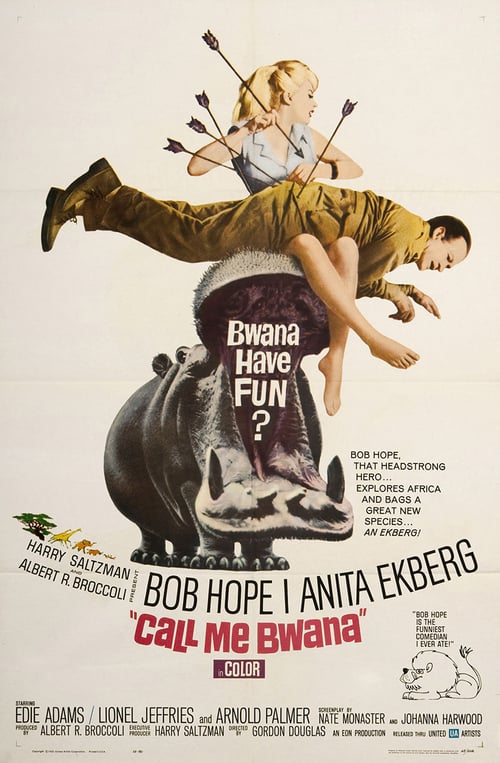 Bwana
Have
FUN
?
BOB HOPE,
THAT HEADSTRONG
HERO...
EXPLORES AFRICA
AND BAGS A
GREAT NEW
SPECIES...
AN EKBERG!
HARRY SALTZMAN
AND
ALBERT R. BROCCOLI
PRESENT
BOB HOPE | ANITA EKBERG
"CALL ME BWANA"
in COLOR
"BOB HOPE
IS THE
FUNNIEST
COMEDIAN
I EVER ATE!"
STARRING
EDIE ADAMS / LIONEL JEFFRIES and ARNOLD PALMER
SCREENPLAY BY
NATE MONASTER AND JOHANNA HARWOOD
PRODUCED BY ALBERT R. BROCCOLI EXECUTIVE PRODUCER HARRY SALTZMAN DIRECTED BY GORDON DOUGLAS
AN EON PRODUCTION RELEASED THRU UNITED UA ARTISTS